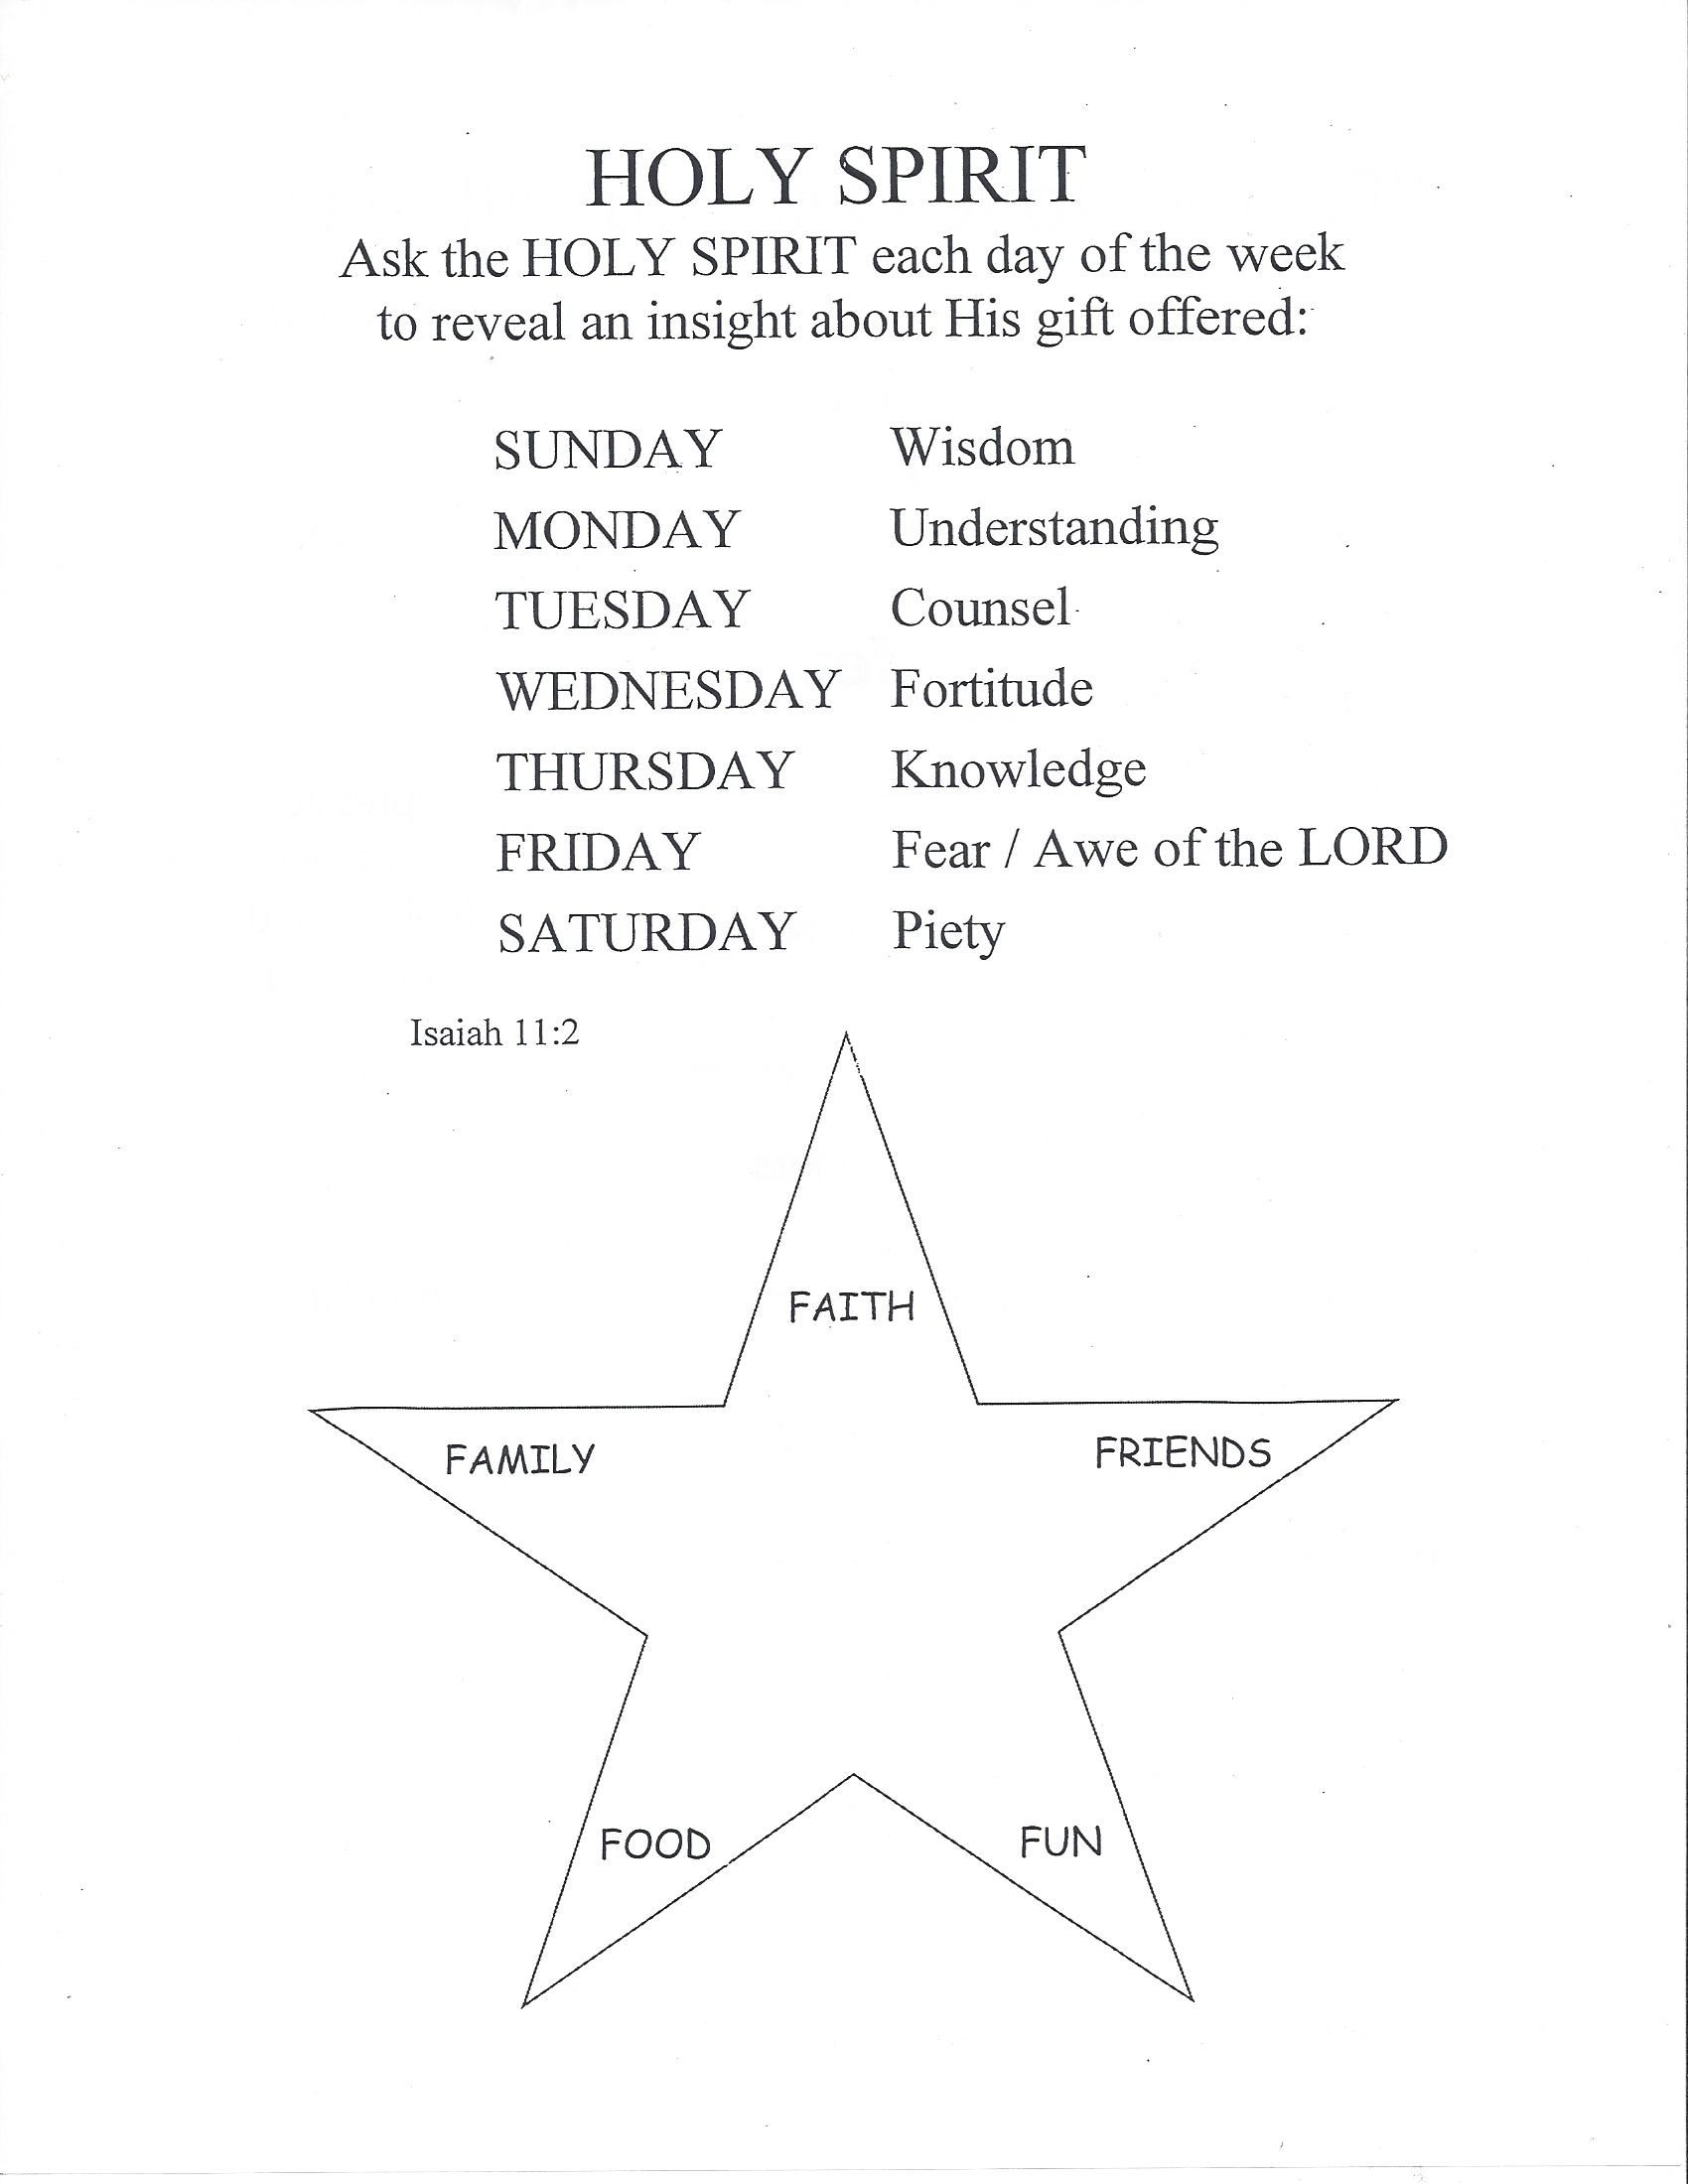 HOLY SPIRIT
Ask the HOLY SPIRIT each day of the week
to reveal an insight about His gift offered:
SUNDAY Wisdom
MONDAY Understanding
TUESDAY Counsel
WEDNESDAY Fortitude
THURSDAY Knowledge
FRIDAY Fear / Awe of the LORD
SATURDAY Piety
Isaiah 11:2
FAITH
FAMILY
FRIENDS
FOOD
FUN